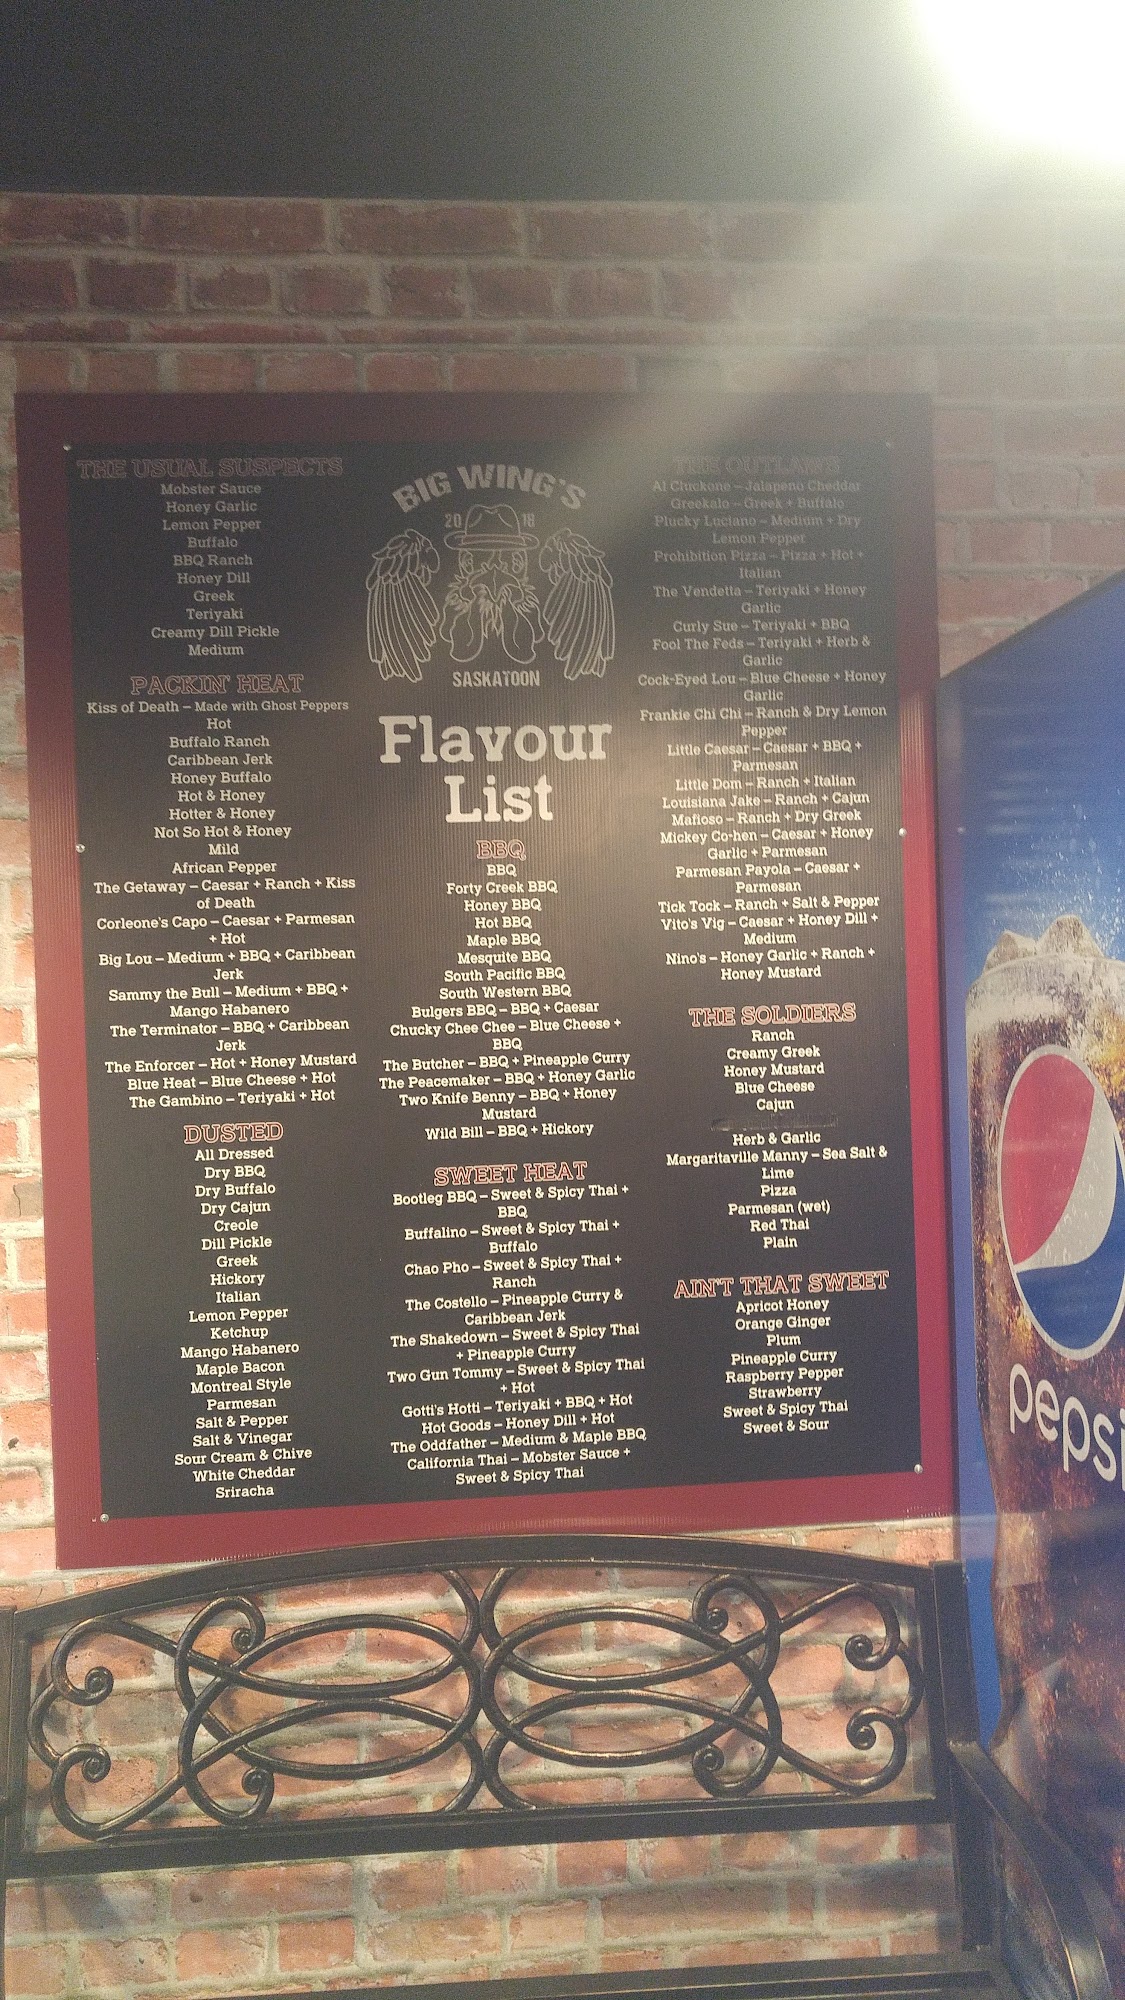 THE USUAL SUSPECTS
Mobster Sauce
Honey Garlic
Lemon Pepper
Buffalo
BBQ Ranch
Honey Dill
Greek
Teriyaki
Creamy Dill Pickle
Medium
PACKIN' HEAT
Kiss of Death – Made with Ghost Peppers
Hot
Buffalo Ranch
Caribbean Jerk
Honey Buffalo
Hot & Honey
Hotter & Honey
Not So Hot & Honey
Mild
African Pepper
The Getaway – Caesar + Ranch + Kiss
of Death
Corleone's Capo – Caesar + Parmesan
+ Hot
Big Lou – Medium + BBQ + Caribbean
Jerk
Sammy the Bull – Medium + BBQ +
Mango Habanero
The Terminator – BBQ + Caribbean
Jerk
The Enforcer – Hot + Honey Mustard
Blue Heat – Blue Cheese + Hot
The Gambino – Teriyaki + Hot
DUSTED
All Dressed
Dry BBQ
Dry Buffalo
Dry Cajun
Creole
Dill Pickle
Greek
Hickory
Italian
Lemon Pepper
Ketchup
Mango Habanero
Maple Bacon
Montreal Style
Parmesan
Salt & Pepper
Salt & Vinegar
Sour Cream & Chive
White Cheddar
Sriracha
BIG WING'S
20 18
SASKATOON
Flavour
List
BBQ
BBQ
Forty Creek BBQ
Honey BBQ
Hot BBQ
Maple BBQ
Mesquite BBQ
South Pacific BBQ
South Western BBQ
Bulgers BBQ – BBQ + Caesar
Chucky Chee Chee – Blue Cheese +
BBQ
The Butcher – BBQ + Pineapple Curry
The Peacemaker – BBQ + Honey Garlic
Two Knife Benny – BBQ + Honey
Mustard
Wild Bill – BBQ + Hickory
SWEET HEAT
Bootleg BBQ – Sweet & Spicy Thai +
BBQ
Buffalino – Sweet & Spicy Thai +
Buffalo
Chao Pho – Sweet & Spicy Thai +
Ranch
The Costello – Pineapple Curry &
Caribbean Jerk
The Shakedown – Sweet & Spicy Thai
+ Pineapple Curry
Two Gun Tommy – Sweet & Spicy Thai
+ Hot
Gotti's Hotti – Teriyaki + BBQ + Hot
Hot Goods – Honey Dill + Hot
The Oddfather – Medium & Maple BBQ
California Thai – Mobster Sauce +
Sweet & Spicy Thai
THE OUTLAWS
Al Cluckone – Jalapeno Cheddar
Greekalo – Greek + Buffalo
Plucky Luciano – Medium + Dry
Lemon Pepper
Prohibition Pizza – Pizza + Hot +
Italian
The Vendetta – Teriyaki + Honey
Garlic
Curly Sue – Teriyaki + BBQ
Fool The Feds – Teriyaki + Herb &
Garlic
Cock-Eyed Lou – Blue Cheese + Honey
Garlic
Frankie Chi Chi – Ranch & Dry Lemon
Pepper
Little Caesar – Caesar + BBQ +
Parmesan
Little Dom – Ranch + Italian
Louisiana Jake – Ranch + Cajun
Mafioso – Ranch + Dry Greek
Mickey Co-hen – Caesar + Honey
Garlic + Parmesan
Parmesan Payola – Caesar +
Parmesan
Tick Tock – Ranch + Salt & Pepper
Vito's Vig – Caesar + Honey Dill +
Medium
Nino's – Honey Garlic + Ranch +
Honey Mustard
THE SOLDIERS
Ranch
Creamy Greek
Honey Mustard
Blue Cheese
Cajun
Herb & Garlic
Margaritaville Manny – Sea Salt &
Lime
Pizza
Parmesan (wet)
Red Thai
Plain
AIN'T THAT SWEET
Apricot Honey
Orange Ginger
Plum
Pineapple Curry
Raspberry Pepper
Strawberry
Sweet & Spicy Thai
Sweet & Sour
pepsi